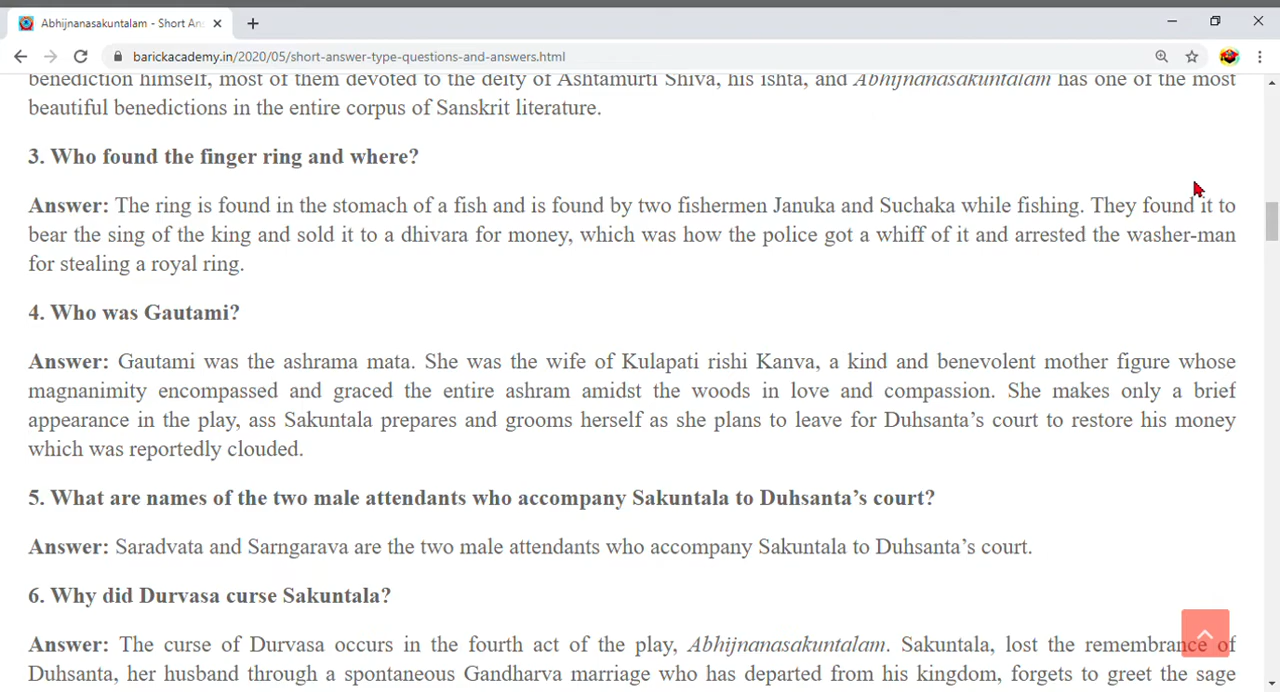 Abhijnanasakuntalam - Short An
barickacademy.in/2020/05/short-answer-type-questions-and-answers.html
benediction himself, most of them devoted to the deity of Ashtamurti Shiva, his ishta, and Abhijnanasakuntalam has one of the most
beautiful benedictions in the entire corpus of Sanskrit literature.
3. Who found the finger ring and where?
Answer: The ring is found in the stomach of a fish and is found by two fishermen Januka and Suchaka while fishing. They found it to
bear the sing of the king and sold it to a dhivara for money, which was how the police got a whiff of it and arrested the washer-man
for stealing a royal ring.
4. Who was Gautami?
Answer: Gautami was the ashrama mata. She was the wife of Kulapati rishi Kanva, a kind and benevolent mother figure whose
magnanimity encompassed and graced the entire ashram amidst the woods in love and compassion. She makes only a brief
appearance in the play, ass Sakuntala prepares and grooms herself as she plans to leave for Duhsanta’s court to restore his money
which was reportedly clouded.
5. What are names of the two male attendants who accompany Sakuntala to Duhsanta’s court?
Answer: Saradvata and Sarngarava are the two male attendants who accompany Sakuntala to Duhsanta’s court.
6. Why did Durvasa curse Sakuntala?
Answer: The curse of Durvasa occurs in the fourth act of the play, Abhijnanasakuntalam. Sakuntala, lost the remembrance of
Duhsanta, her husband through a spontaneous Gandharva marriage who has departed from his kingdom, forgets to greet the sage